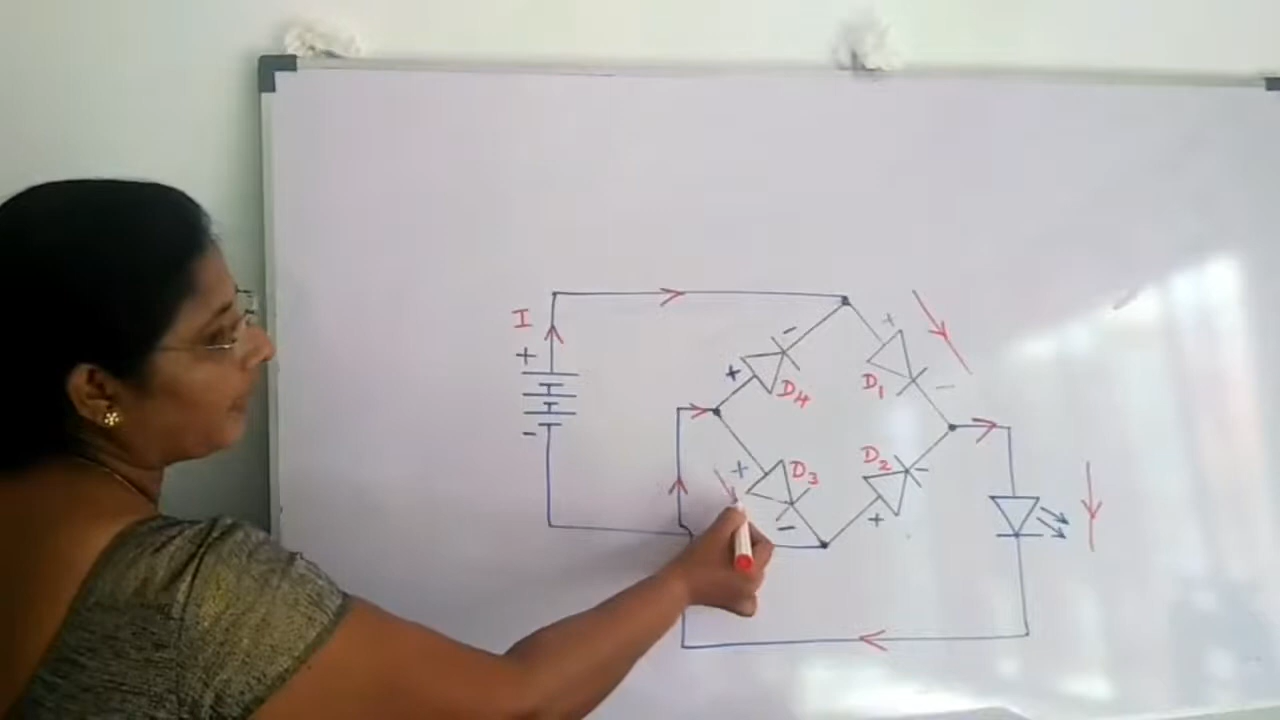 I
+
-
- +
+ D4 D1 -
+ D3 D2 -
- +